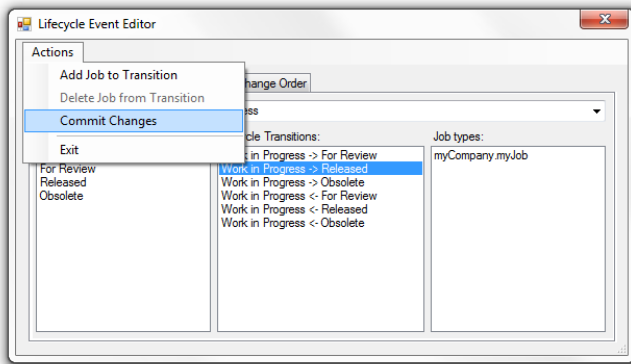 Lifecycle Event Editor
Actions
Add Job to Transition
Delete Job from Transition
Commit Changes
Exit
hange Order
ess
cle Transitions:
Job types:
For Review
Released
Obsolete
Work in Progress -> For Review
Work in Progress -> Released
Work in Progress -> Obsolete
Work in Progress <- For Review
Work in Progress <- Released
Work in Progress <- Obsolete
myCompany.myJob